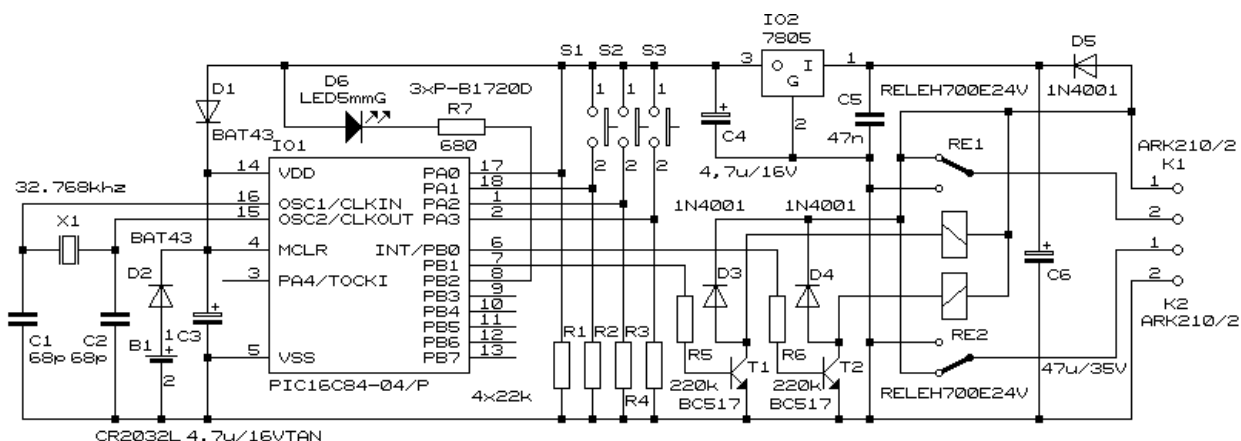 IO2
7805
S1 S2 S3
3 O I 1
G
2
D5
1N4001
D1
D6
LED5mmG
3xP-B1720D
R7
680
1 1 1
2 2 2
C4
4,7u/16V
C5
47n
RELEH700E24V
BAT43
IO1
RE1
ARK210/2
K1
1
2
1
2
K2
ARK210/2
32.768khz
X1
14 VDD
16 OSC1/CLKIN
15 OSC2/CLKOUT
4 MCLR
3 PA4/TOCKI
5 VSS
PA0 17
PA1 18
PA2 1
PA3 2
INT/PB0 6
PB1 7
PB2 8
PB3 9
PB4 10
PB5 11
PB6 12
PB7 13
PIC16C84-04/P
BAT43
D2
1N4001 1N4001
D3 D4
C6
C1
68p
C2
68p
B1
1
2
C3
R1 R2 R3
R4
4x22k
R5
220k
T1
BC517
R6
220k
T2
BC517
RE2
47u/35V
RELEH700E24V
CR2032L 4.7u/16VTAN